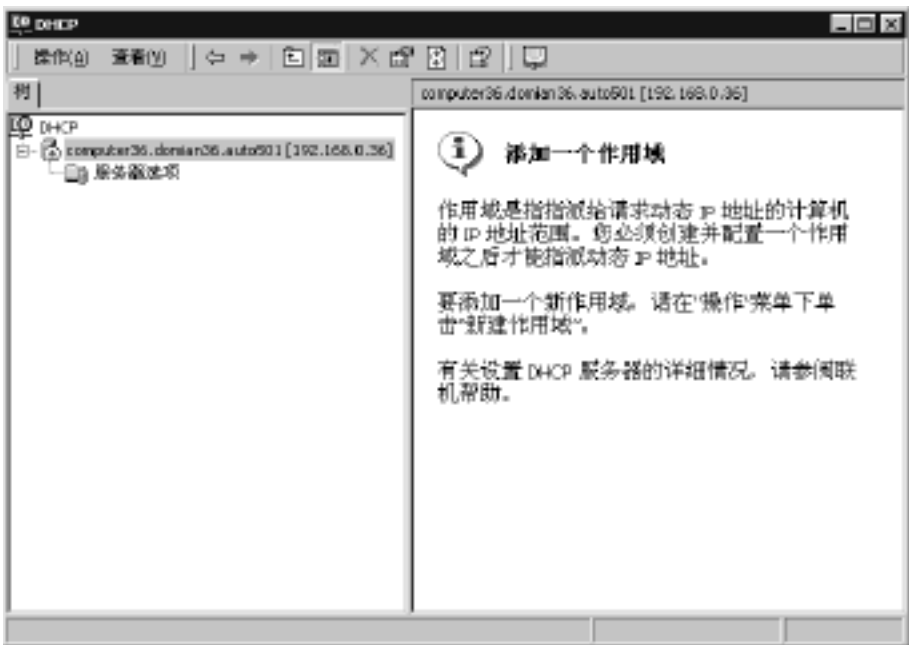 DHCP
操作(A) 查看(V)
树
computer36.domian36.auto501 [192.168.0.36]
DHCP
computer36.domian36.auto501 [192.168.0.36]
服务器选项
添加一个作用域
作用域是指指派给请求动态 IP 地址的计算机
的 IP 地址范围。您必须创建并配置一个作用
域之后才能指派动态 IP 地址。
要添加一个新作用域，请在“操作”菜单下单
击“新建作用域”。
有关设置 DHCP 服务器的详细情况，请参阅联
机帮助。